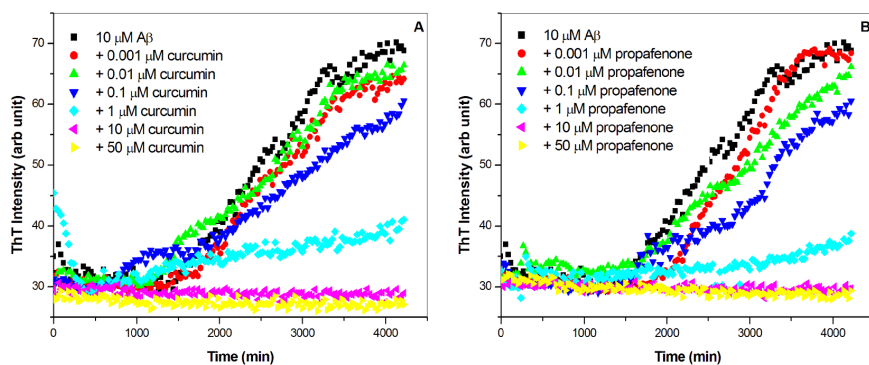 A
70
60
50
40
30
ThT Intensity (arb unit)
10 μM Aβ
+ 0.001 μM curcumin
+ 0.01 μM curcumin
+ 0.1 μM curcumin
+ 1 μM curcumin
+ 10 μM curcumin
+ 50 μM curcumin
0 1000 2000 3000 4000
Time (min)
B
70
60
50
40
30
ThT Intensity (arb unit)
10 μM Aβ
+ 0.001 μM propafenone
+ 0.01 μM propafenone
+ 0.1 μM propafenone
+ 1 μM propafenone
+ 10 μM propafenone
+ 50 μM propafenone
0 1000 2000 3000 4000
Time (min)